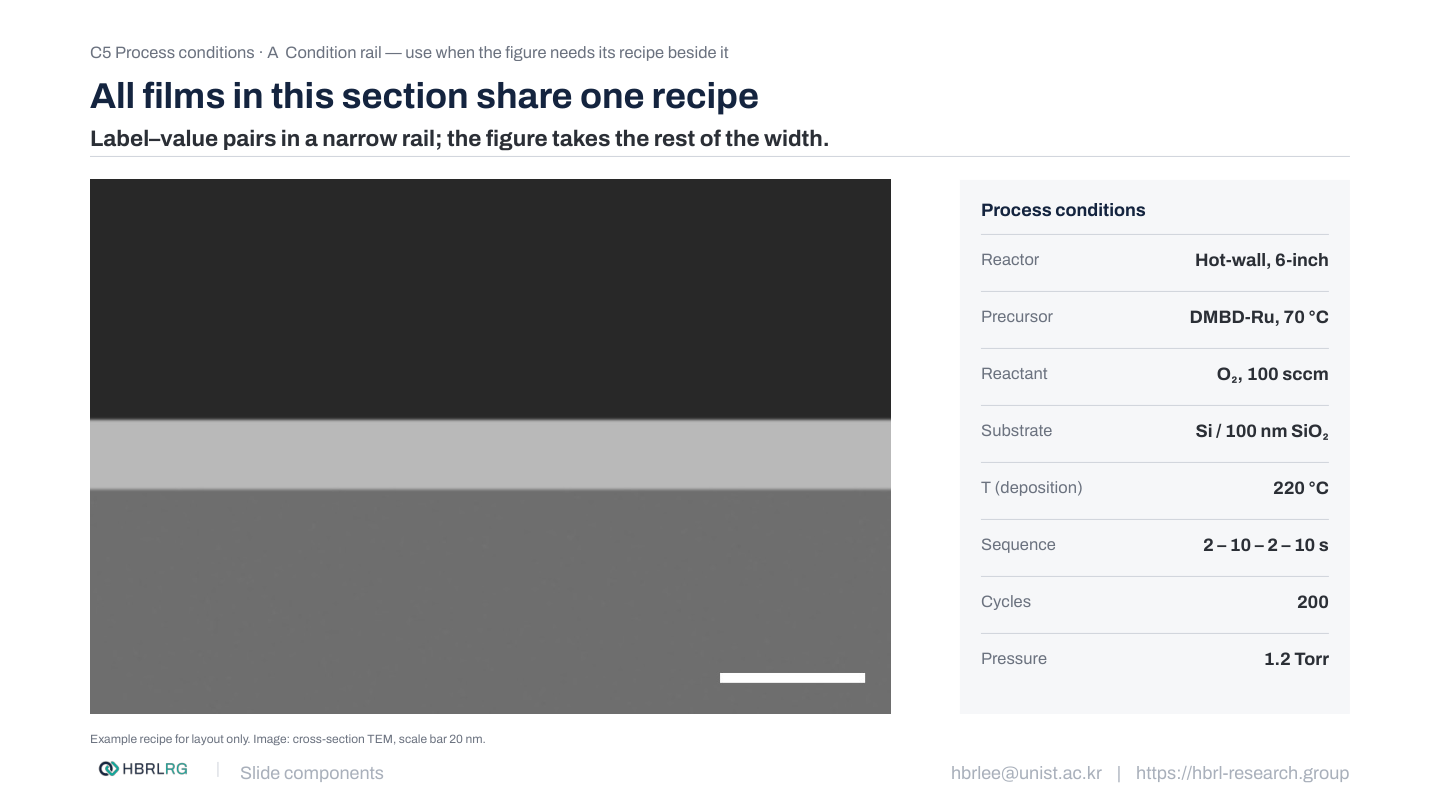 C5 Process conditions · A  Condition rail — use when the figure needs its recipe beside it
All films in this section share one recipe
Label–value pairs in a narrow rail; the figure takes the rest of the width.
Process conditions
Reactor Hot-wall, 6-inch
Precursor DMBD-Ru, 70 °C
Reactant O₂, 100 sccm
Substrate Si / 100 nm SiO₂
T (deposition) 220 °C
Sequence 2 – 10 – 2 – 10 s
Cycles 200
Pressure 1.2 Torr
Example recipe for layout only. Image: cross-section TEM, scale bar 20 nm.
HBRLRG | Slide components hbrlee@unist.ac.kr | https://hbrl-research.group